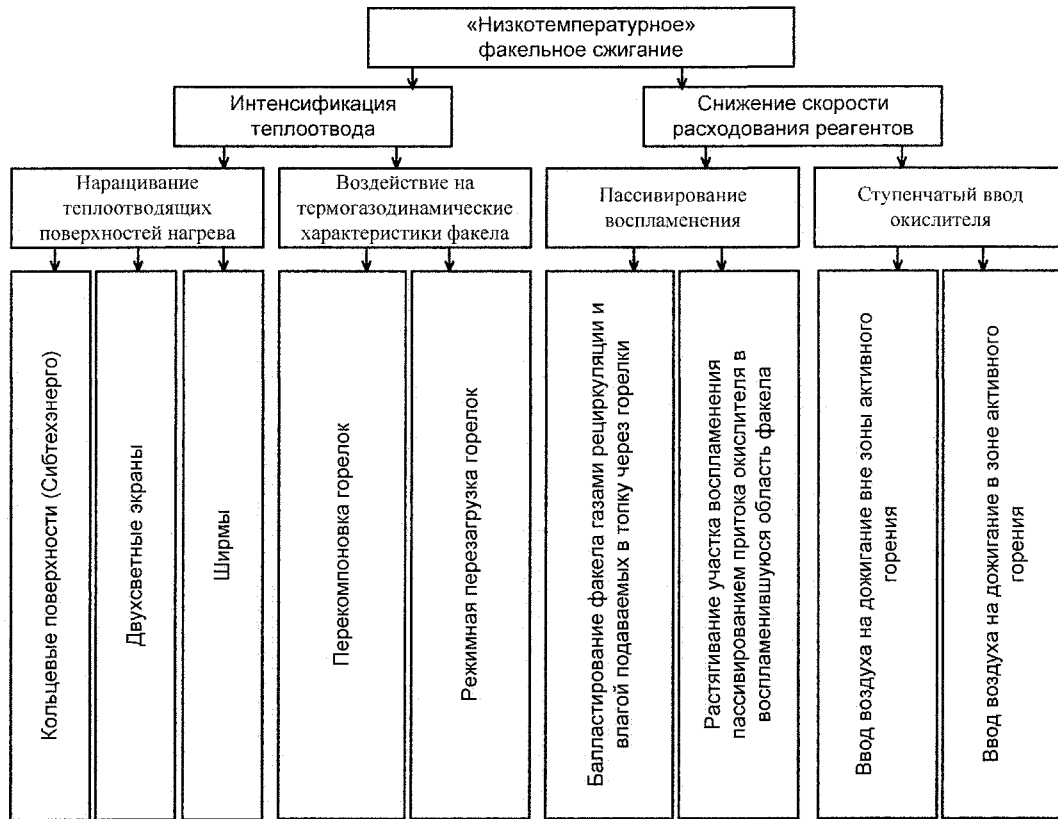 «Низкотемпературное»
факельное сжигание
Интенсификация
теплоотвода
Снижение скорости
расходования реагентов
Наращивание
теплоотводящих
поверхностей нагрева
Воздействие на
термогазодинамические
характеристики факела
Пассивирование
воспламенения
Ступенчатый ввод
окислителя
Кольцевые поверхности (Сибтехэнерго)
Двухсветные экраны
Ширмы
Перекомпоновка горелок
Режимная перезагрузка горелок
Балластирование факела газами рециркуляции и
влагой подаваемых в топку через горелки
Растягивание участка воспламенения
пассивированием притока окислителя в
воспламенившуюся область факела
Ввод воздуха на дожигание вне зоны активного
горения
Ввод воздуха на дожигание в зоне активного
горения